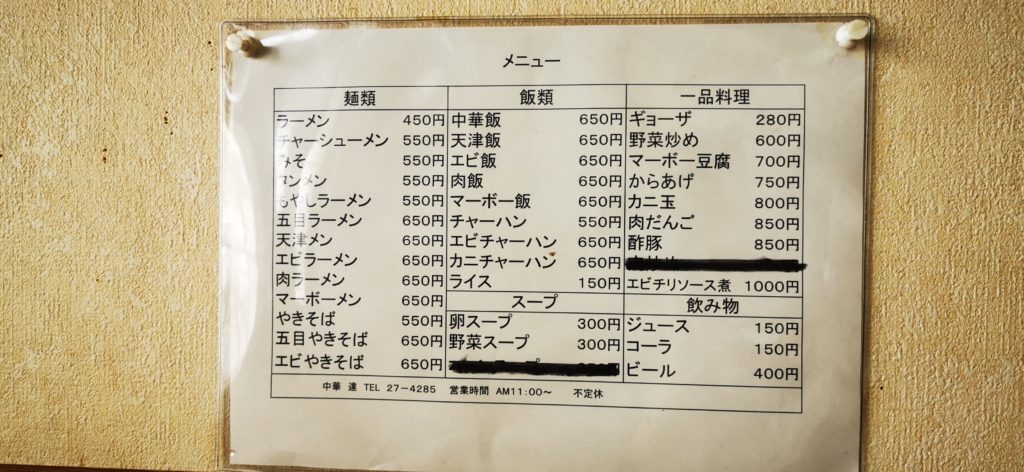 メニュー
麺類
ラーメン 450円
チャーシューメン 550円
みそ 550円
タンメン 550円
もやしラーメン 550円
五目ラーメン 650円
天津メン 650円
エビラーメン 650円
肉ラーメン 650円
マーボーメン 650円
やきそば 550円
五目やきそば 650円
エビやきそば 650円
飯類
中華飯 650円
天津飯 650円
エビ飯 650円
肉飯 650円
マーボー飯 650円
チャーハン 550円
エビチャーハン 650円
カニチャーハン 650円
ライス 150円
スープ
卵スープ 300円
野菜スープ 300円
一品料理
ギョーザ 280円
野菜炒め 600円
マーボー豆腐 700円
からあげ 750円
カニ玉 800円
肉だんご 850円
酢豚 850円
エビチリソース煮 1000円
飲み物
ジュース 150円
コーラ 150円
ビール 400円
中華 達 TEL 27-4285 営業時間 AM11:00~ 不定休